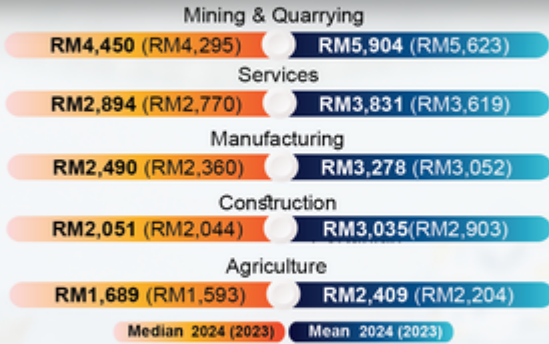 Mining & Quarrying
RM4,450 (RM4,295) RM5,904 (RM5,623)
Services
RM2,894 (RM2,770) RM3,831 (RM3,619)
Manufacturing
RM2,490 (RM2,360) RM3,278 (RM3,052)
Construction
RM2,051 (RM2,044) RM3,035(RM2,903)
Agriculture
RM1,689 (RM1,593) RM2,409 (RM2,204)
Median 2024 (2023) Mean 2024 (2023)